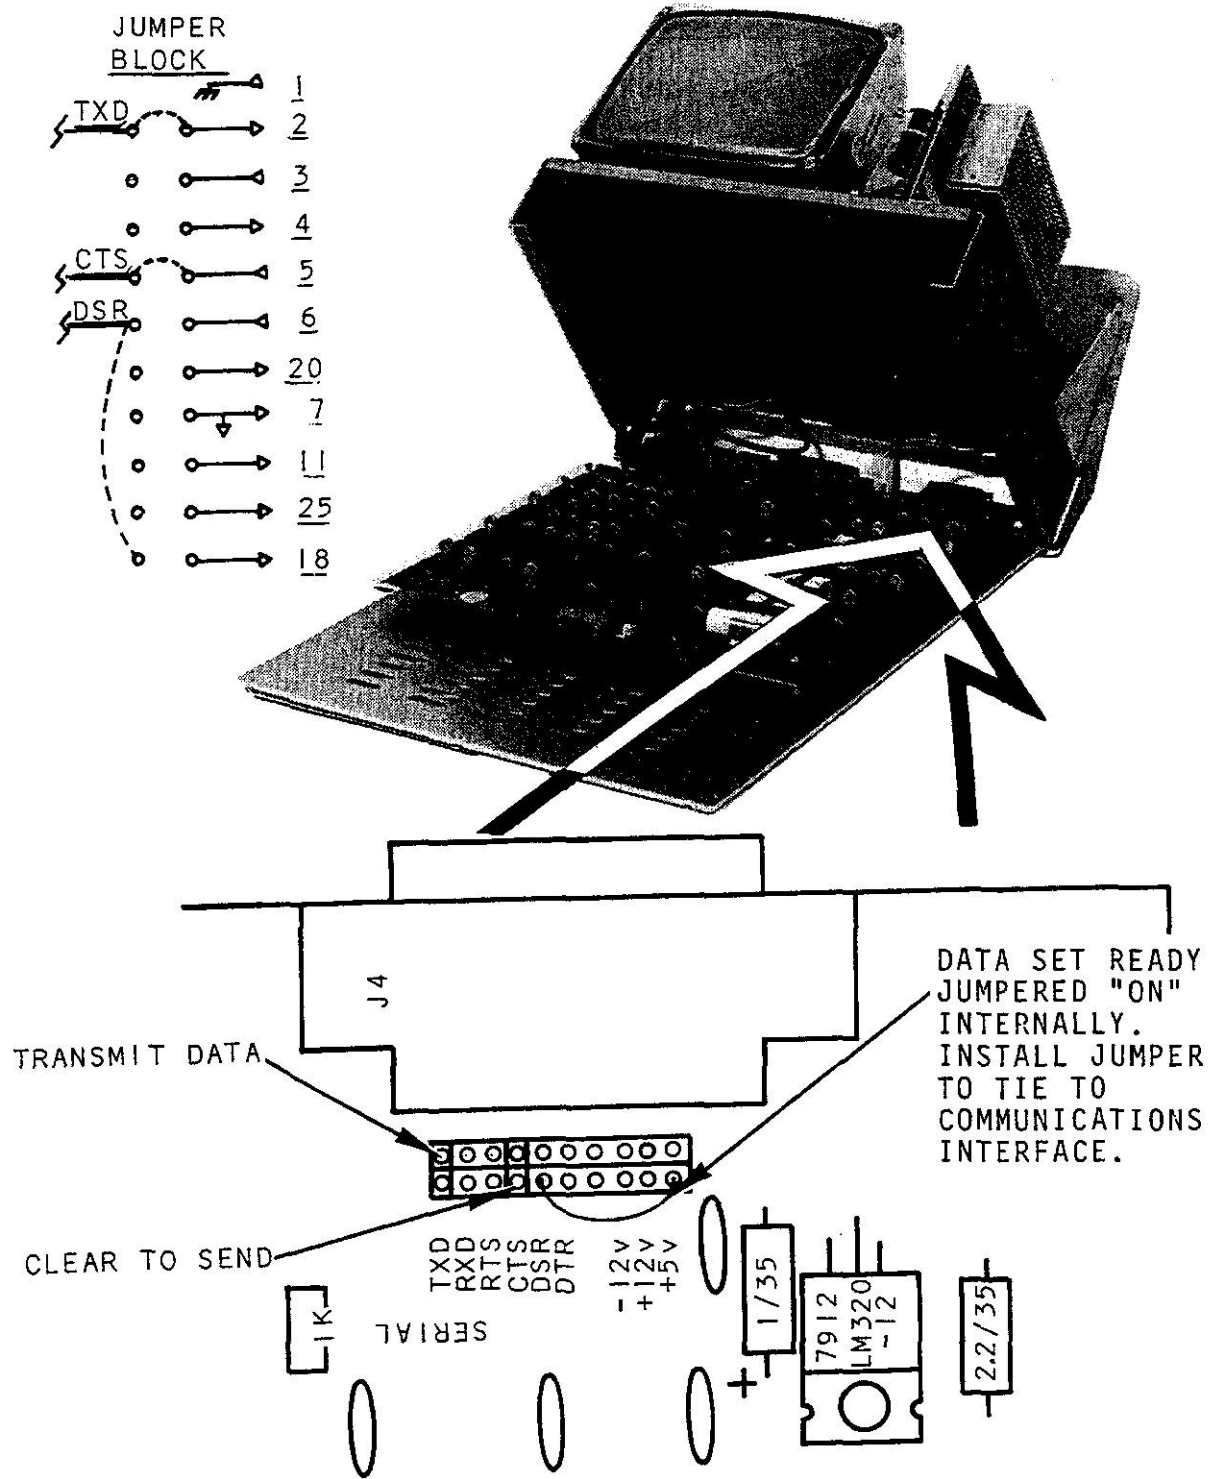 JUMPER
BLOCK
1
TXD
2
3
4
CTS
5
DSR
6
20
7
11
25
18
J4
DATA SET READY
JUMPERED "ON"
INTERNALLY.
INSTALL JUMPER
TO TIE TO
COMMUNICATIONS
INTERFACE.
TRANSMIT DATA
CLEAR TO SEND
TXD
RXD
RTS
CTS
DSR
DTR
-12V
+12V
+5V
SERIAL
1K
1/35
+
7912
LM320
-12
2.2/35